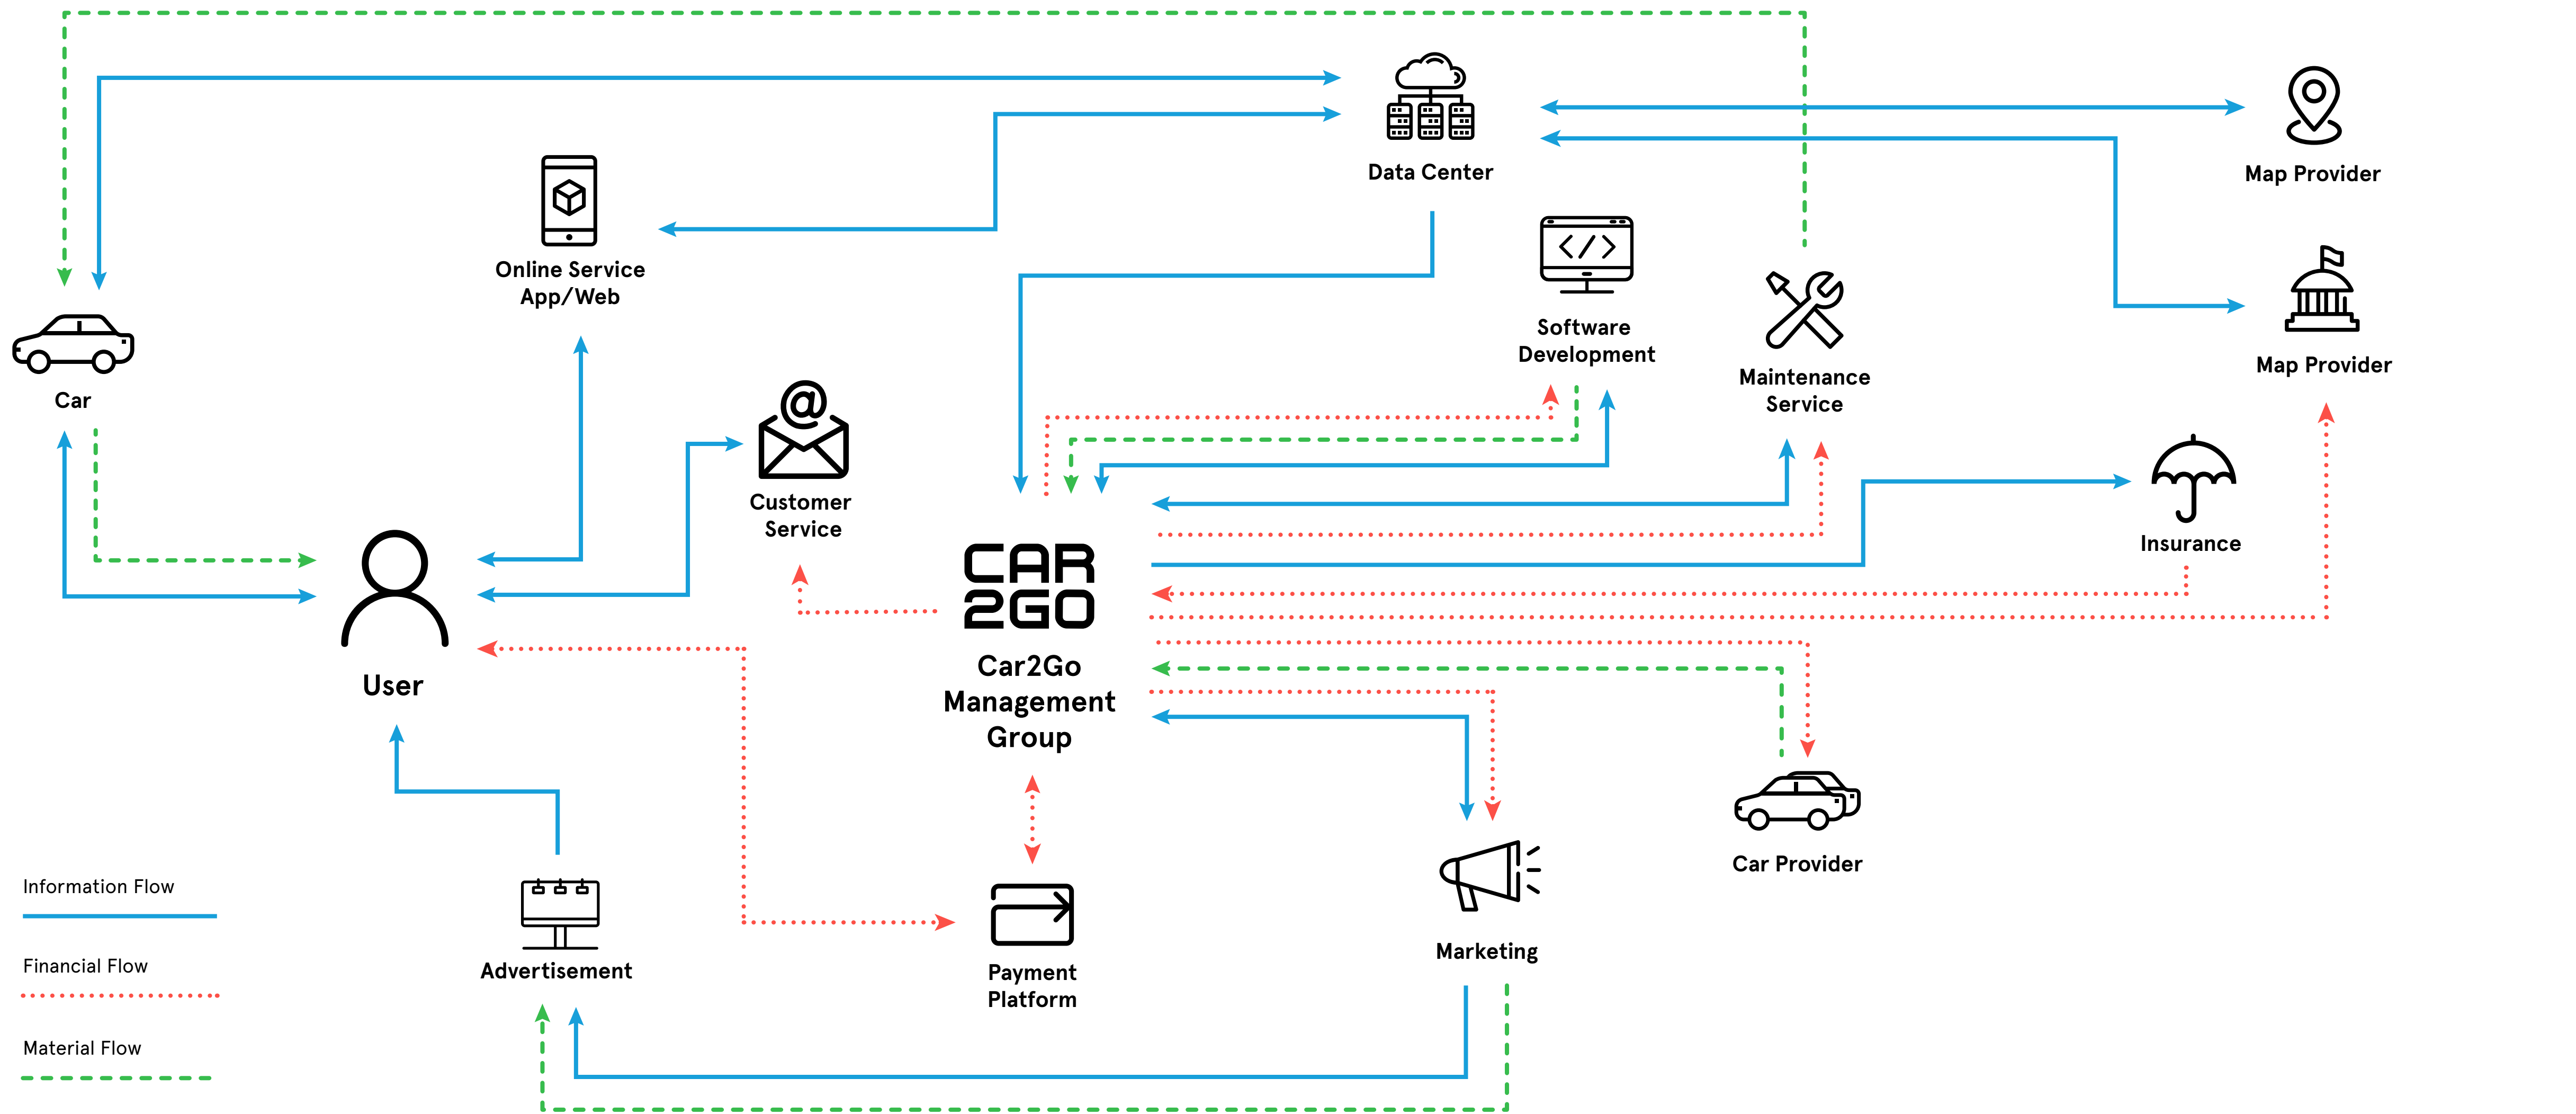 Data Center
Map Provider
Online Service
App/Web
Software
Development
Map Provider
Maintenance
Service
Car
@
Customer
Service
Insurance
CAR
2GO
Car2Go
Management
Group
User
Car Provider
Information Flow
Financial Flow
Material Flow
Advertisement
Payment
Platform
Marketing